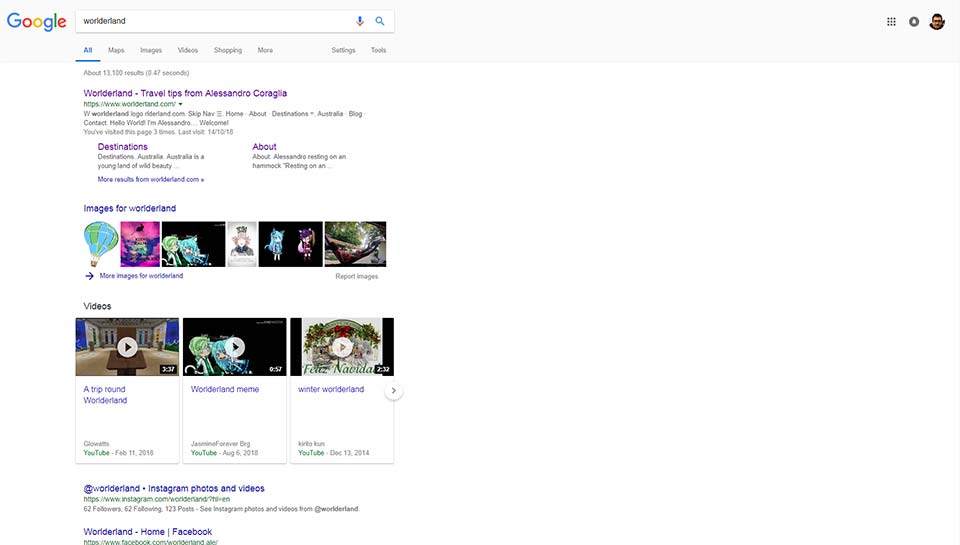 Google
worlderland
All Maps Images Videos Shopping More Settings Tools
About 13,100 results (0.47 seconds)
Worlderland - Travel tips from Alessandro Coraglia
https://www.worlderland.com/
W worlderland logo rlderland.com. Skip Nav ☰. Home · About · Destinations. Australia · Blog ·
Contact. Hello World! I'm Alessandro.... Welcome!
You've visited this page 3 times. Last visit: 14/10/18
Destinations
Destinations. Australia. Australia is a
young land of wild beauty ...
About
About. Alessandro resting on an
hammock "Resting on an ...
More results from worlderland.com »
Images for worlderland
More images for worlderland
Report images
Videos
3:37
0:57
Feliz Navidad
2:32
A trip round
Worlderland
Glowatts
YouTube - Feb 11, 2018
Worlderland meme
JasmineForever Brg
YouTube - Aug 6, 2018
winter worlderland
kirito kun
YouTube - Dec 13, 2014
@worlderland • Instagram photos and videos
https://www.instagram.com/worlderland/?hl=en
62 Followers, 62 Following, 123 Posts - See Instagram photos and videos from @worlderland.
Worlderland - Home | Facebook
https://www.facebook.com/worlderland.ale/